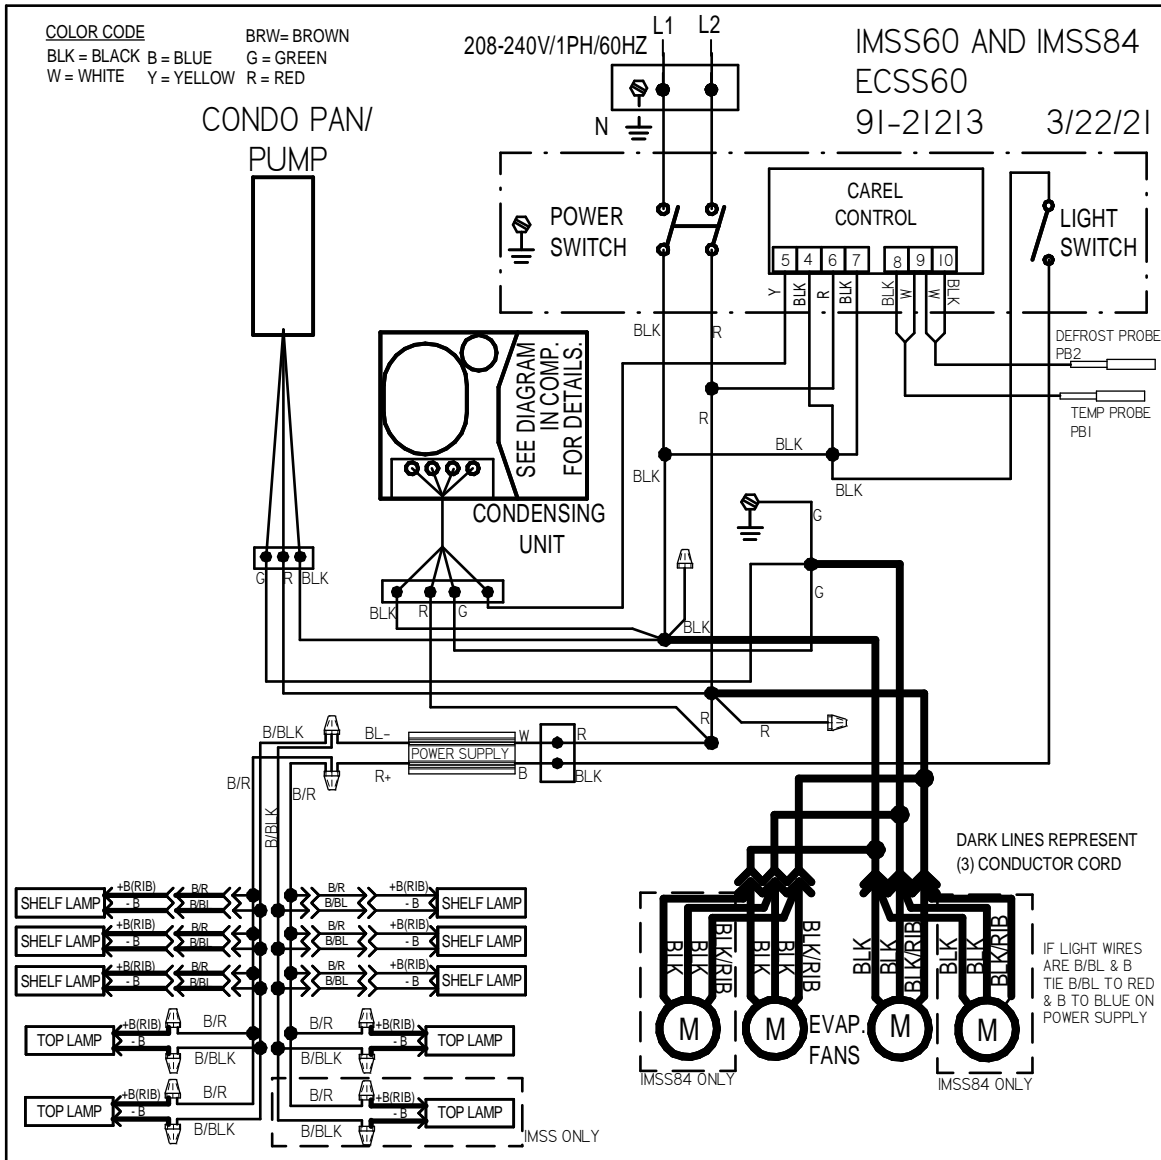 COLOR CODE
BLK = BLACK B = BLUE
W = WHITE Y = YELLOW
BRW= BROWN
G = GREEN
R = RED
208-240V/1PH/60HZ
L1
L2
N
IMSS60 AND IMSS84
ECSS60
91-21213 3/22/21
CONDO PAN/
PUMP
POWER
SWITCH
CAREL
CONTROL
5 4 6 7 8 9 10
LIGHT
SWITCH
Y
BLK
R
BLK
BLK
W
W
BLK
BLK
R
DEFROST PROBE
PB2
TEMP PROBE
PB1
SEE DIAGRAM
IN COMP.
FOR DETAILS.
R
BLK
BLK
BLK
CONDENSING
UNIT
G
G
G R BLK
BLK R G
BLK
R
R
B/BLK
BL-
POWER SUPPLY
W
R
R+
B
BLK
B/R
B/R
B/BLK
DARK LINES REPRESENT
(3) CONDUCTOR CORD
SHELF LAMP
+B(RIB)
- B
B/R
B/BL
B/R
B/BL
+B(RIB)
- B
SHELF LAMP
SHELF LAMP
+B(RIB)
- B
B/R
B/BL
B/R
B/BL
+B(RIB)
- B
SHELF LAMP
SHELF LAMP
+B(RIB)
- B
B/R
B/BL
B/R
B/BL
+B(RIB)
- B
SHELF LAMP
TOP LAMP
+B(RIB)
- B
B/R
B/BLK
B/R
B/BLK
+B(RIB)
- B
TOP LAMP
TOP LAMP
+B(RIB)
- B
B/R
B/BLK
B/R
B/BLK
+B(RIB)
- B
TOP LAMP
IMSS ONLY
BLK
BLK
BLK/RIB
BLK
BLK
BLK/RIB
BLK
BLK
BLK/RIB
BLK
BLK
BLK/RIB
M
M
EVAP.
FANS
M
M
IMSS84 ONLY
IMSS84 ONLY
IF LIGHT WIRES
ARE B/BL & B
TIE B/BL TO RED
& B TO BLUE ON
POWER SUPPLY